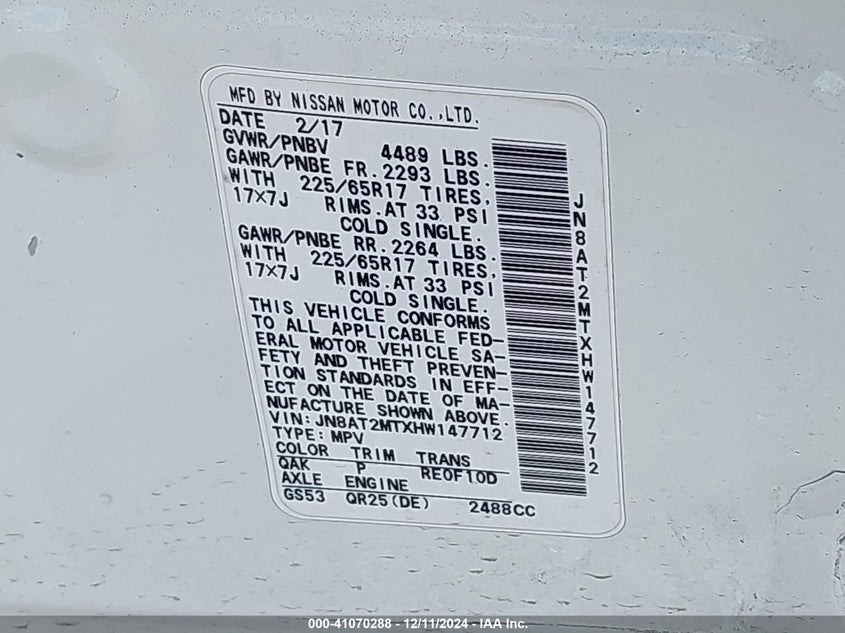 MFD BY NISSAN MOTOR CO.,LTD.
DATE 2/17
GVWR/PNBV 4489 LBS.
GAWR/PNBE FR. 2293 LBS.
WITH 225/65R17 TIRES,
17×7J RIMS.AT 33 PSI
COLD SINGLE.
GAWR/PNBE RR. 2264 LBS.
WITH 225/65R17 TIRES,
17×7J RIMS.AT 33 PSI
COLD SINGLE.
THIS VEHICLE CONFORMS
TO ALL APPLICABLE FED-
ERAL MOTOR VEHICLE SA-
FETY AND THEFT PREVEN-
TION STANDARDS IN EFF-
ECT ON THE DATE OF MA-
NUFACTURE SHOWN ABOVE.
VIN: JN8AT2MTXHW147712
TYPE: MPV
COLOR TRIM TRANS
QAK P RE0F10D
AXLE ENGINE
GS53 QR25(DE) 2488CC
JN8AT2MTXHW147712
000-41070288 - 12/11/2024 - IAA Inc.